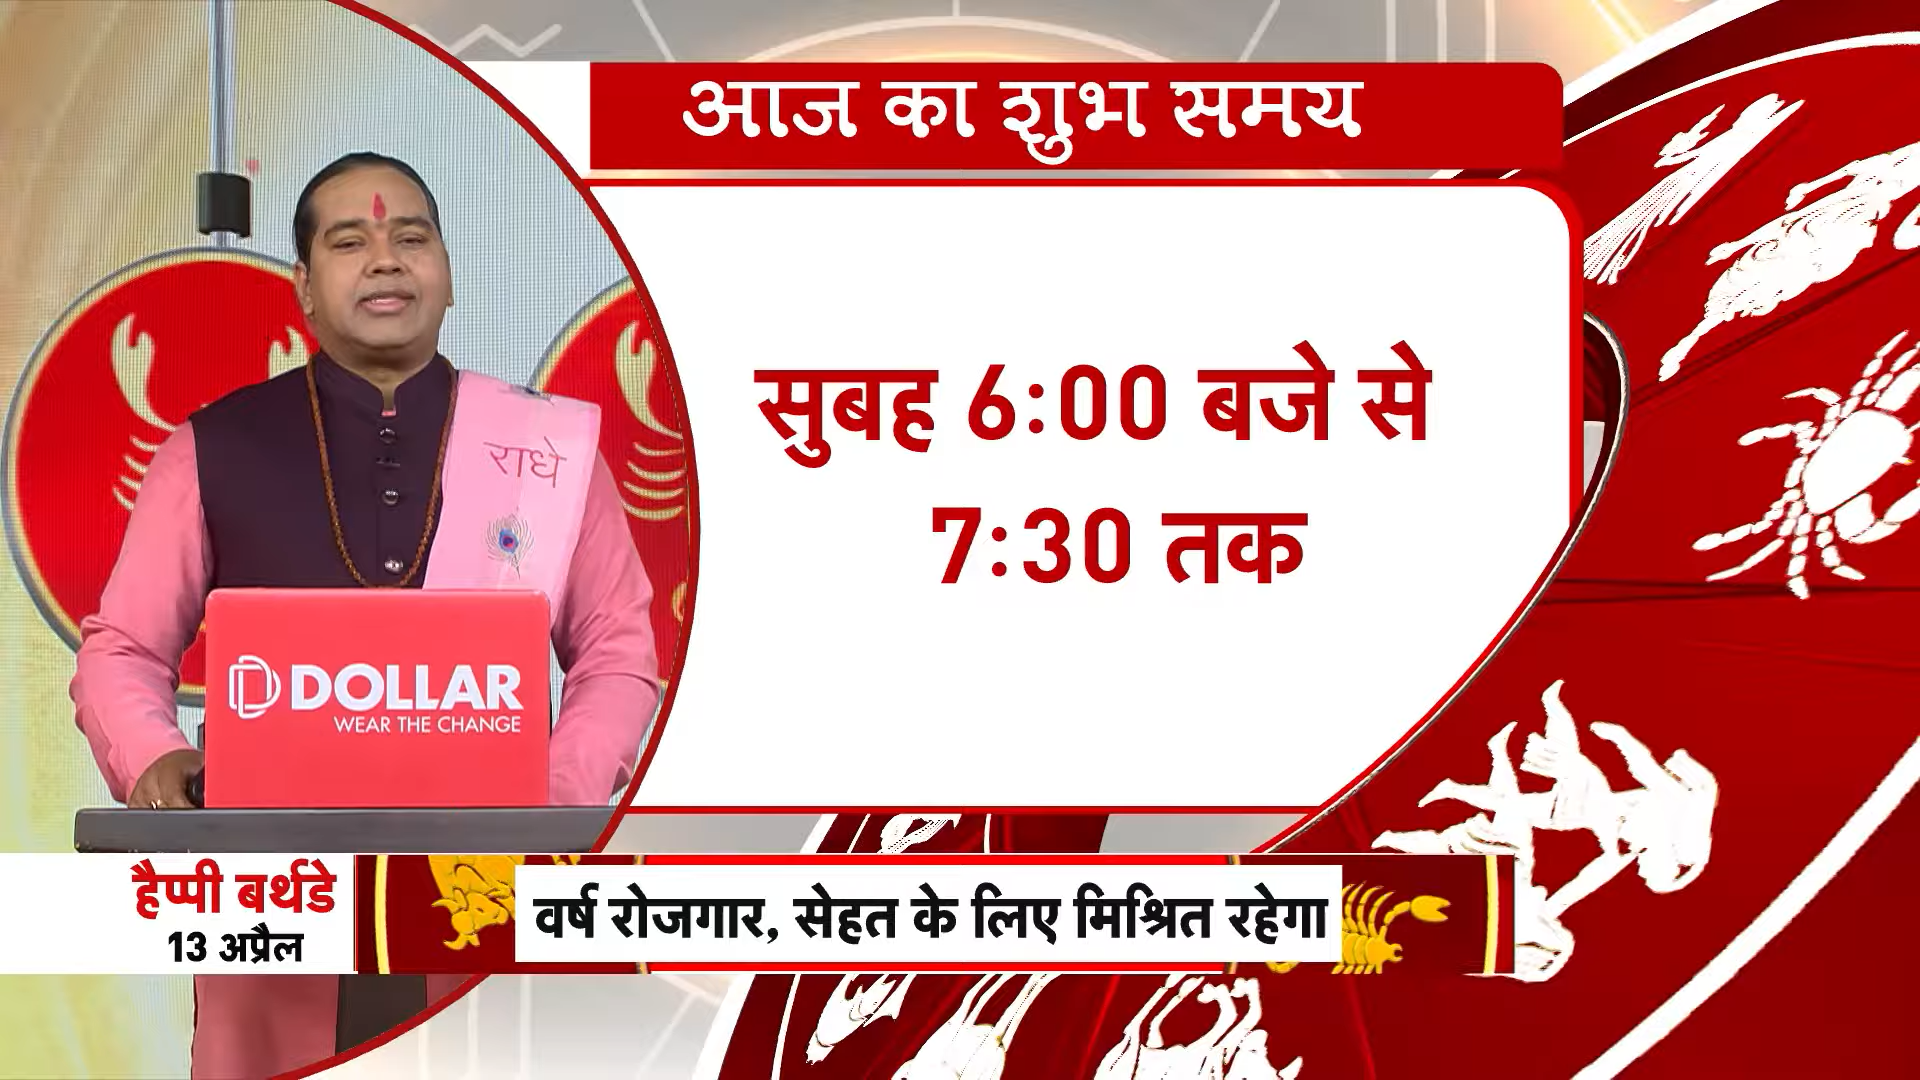 आज का शुभ समय
सुबह 6:00 बजे से
7:30 तक
राधे
DOLLAR
WEAR THE CHANGE
हैप्पी बर्थडे
13 अप्रैल
वर्ष रोजगार, सेहत के लिए मिश्रित रहेगा